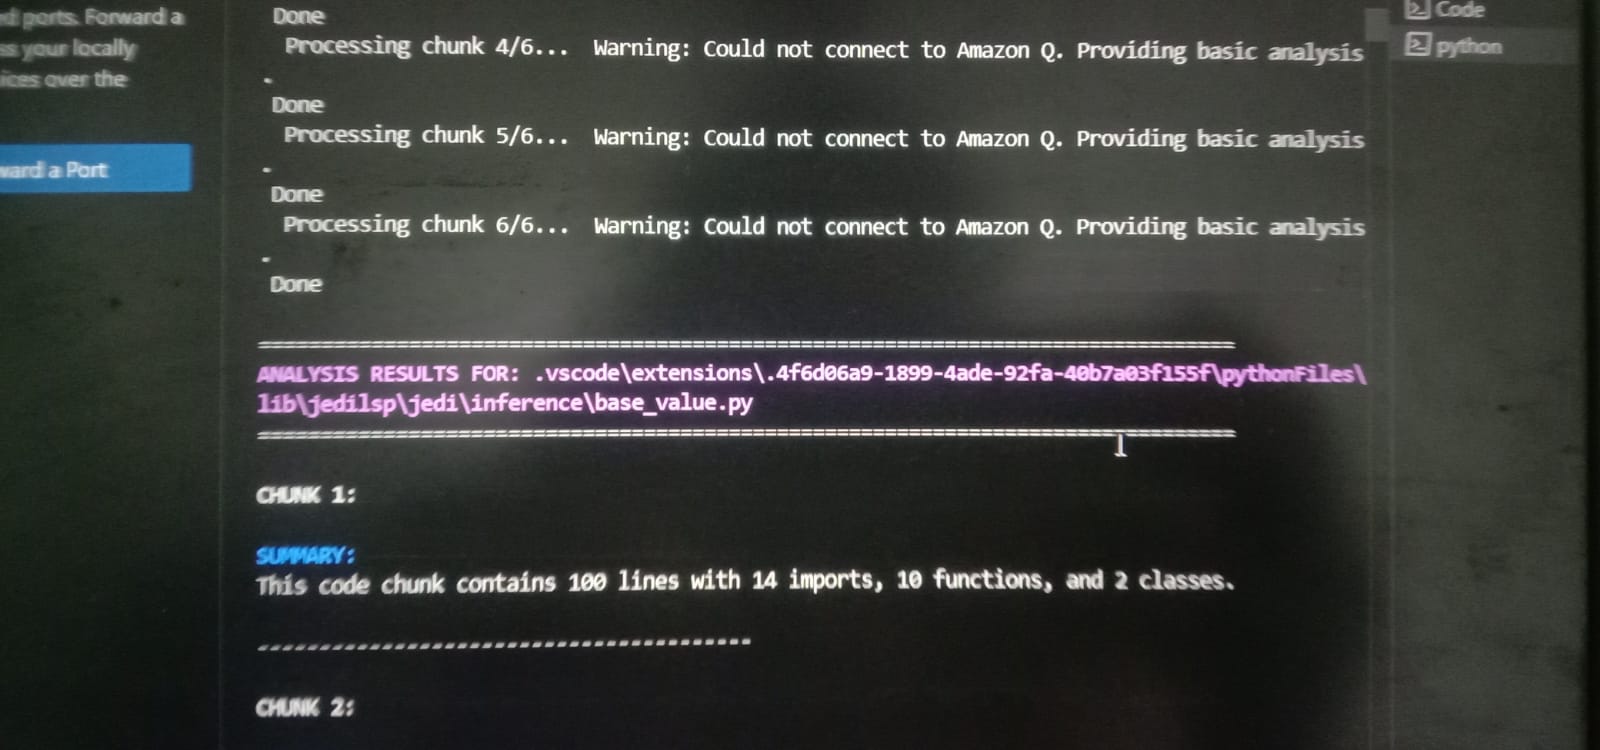 ed ports. Forward a
ss your locally
ices over the
ward a Port
Done
Processing chunk 4/6... Warning: Could not connect to Amazon Q. Providing basic analysis
.
Done
Processing chunk 5/6... Warning: Could not connect to Amazon Q. Providing basic analysis
.
Done
Processing chunk 6/6... Warning: Could not connect to Amazon Q. Providing basic analysis
.
Done
================================================================================
ANALYSIS RESULTS FOR: .vscode\extensions\.4f6d06a9-1899-4ade-92fa-40b7a03f155f\pythonFiles\
lib\jedilsp\jedi\inference\base_value.py
================================================================================
CHUNK 1:
SUMMARY:
This code chunk contains 100 lines with 14 imports, 10 functions, and 2 classes.
----------------------------------------
CHUNK 2:
Code
python